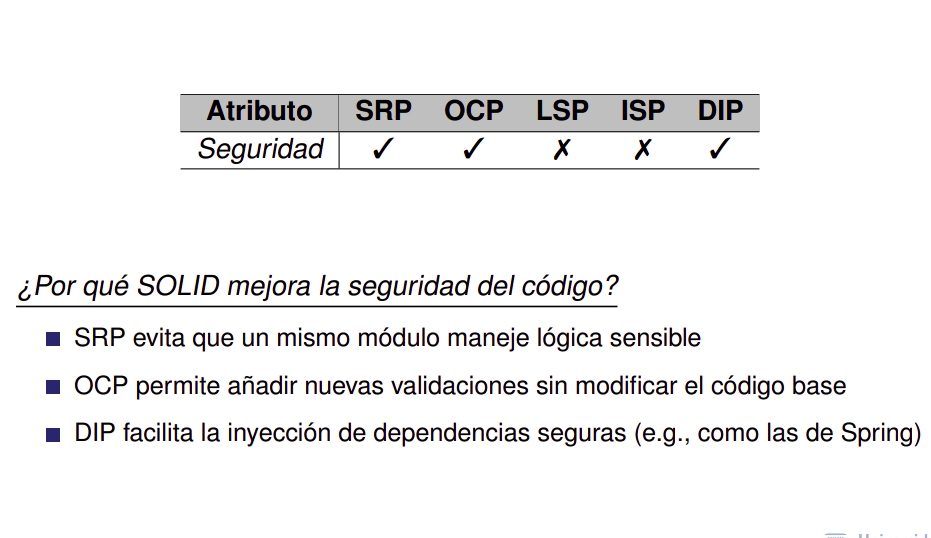 Atributo SRP OCP LSP ISP DIP
Seguridad ✓ ✓ ✗ ✗ ✓
¿Por qué SOLID mejora la seguridad del código?
SRP evita que un mismo módulo maneje lógica sensible
OCP permite añadir nuevas validaciones sin modificar el código base
DIP facilita la inyección de dependencias seguras (e.g., como las de Spring)